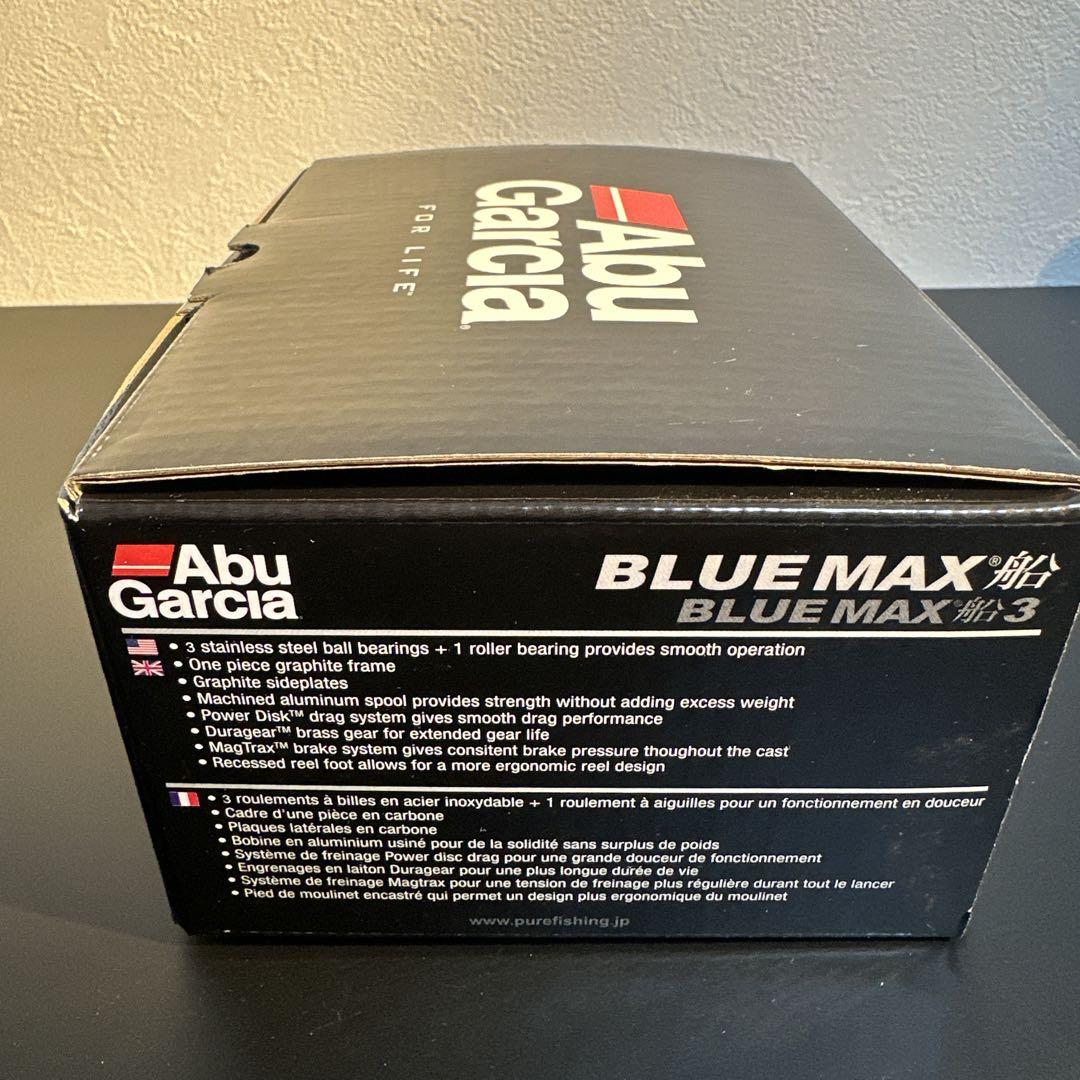 Abu
Garcia®
FOR LIFE™
Abu
Garcia
BLUE MAX®船
BLUE MAX®船3
• 3 stainless steel ball bearings + 1 roller bearing provides smooth operation
• One piece graphite frame
• Graphite sideplates
• Machined aluminum spool provides strength without adding excess weight
• Power Disk™ drag system gives smooth drag performance
• Duragear™ brass gear for extended gear life
• MagTrax™ brake system gives consitent brake pressure thoughout the cast
• Recessed reel foot allows for a more ergonomic reel design
• 3 roulements à billes en acier inoxydable + 1 roulement à aiguilles pour un fonctionnement en douceur
• Cadre d'une pièce en carbone
• Plaques latérales en carbone
• Bobine en aluminium usiné pour de la solidité sans surplus de poids
• Système de freinage Power disc drag pour une grande douceur de fonctionnement
• Engrenages en laiton Duragear pour une plus longue durée de vie
• Système de freinage Magtrax pour une tension de freinage plus régulière durant tout le lancer
• Pied de moulinet encastré qui permet un design plus ergonomique du moulinet
www.purefishing.jp